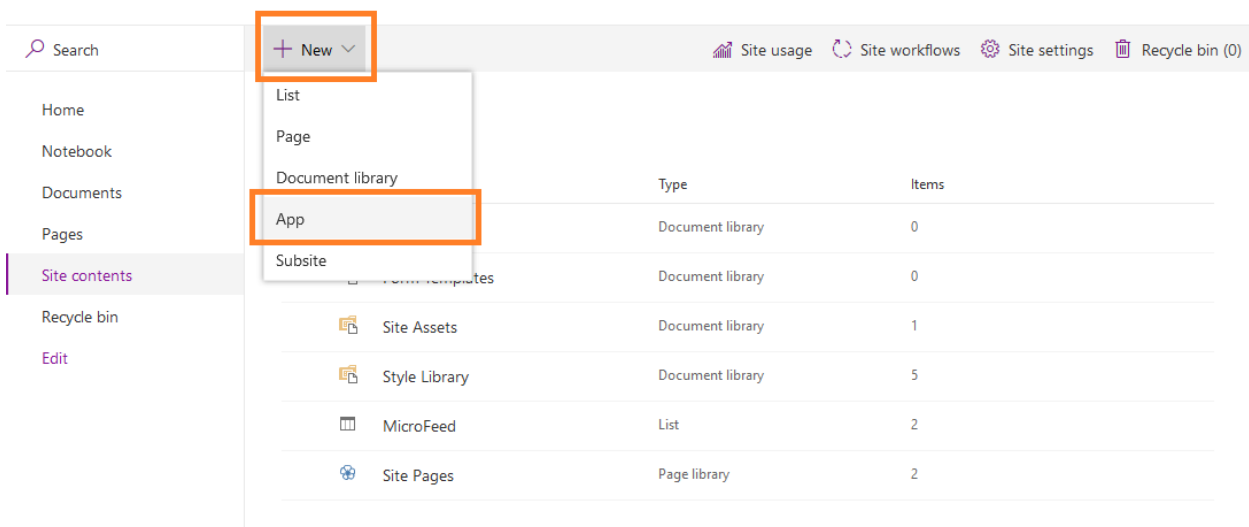 Search
New
Site usage
Site workflows
Site settings
Recycle bin (0)
Home
Notebook
Documents
Pages
Site contents
Recycle bin
Edit
List
Page
Document library
App
Subsite
Type Items
Document library 0
Form Templates Document library 0
Site Assets Document library 1
Style Library Document library 5
MicroFeed List 2
Site Pages Page library 2